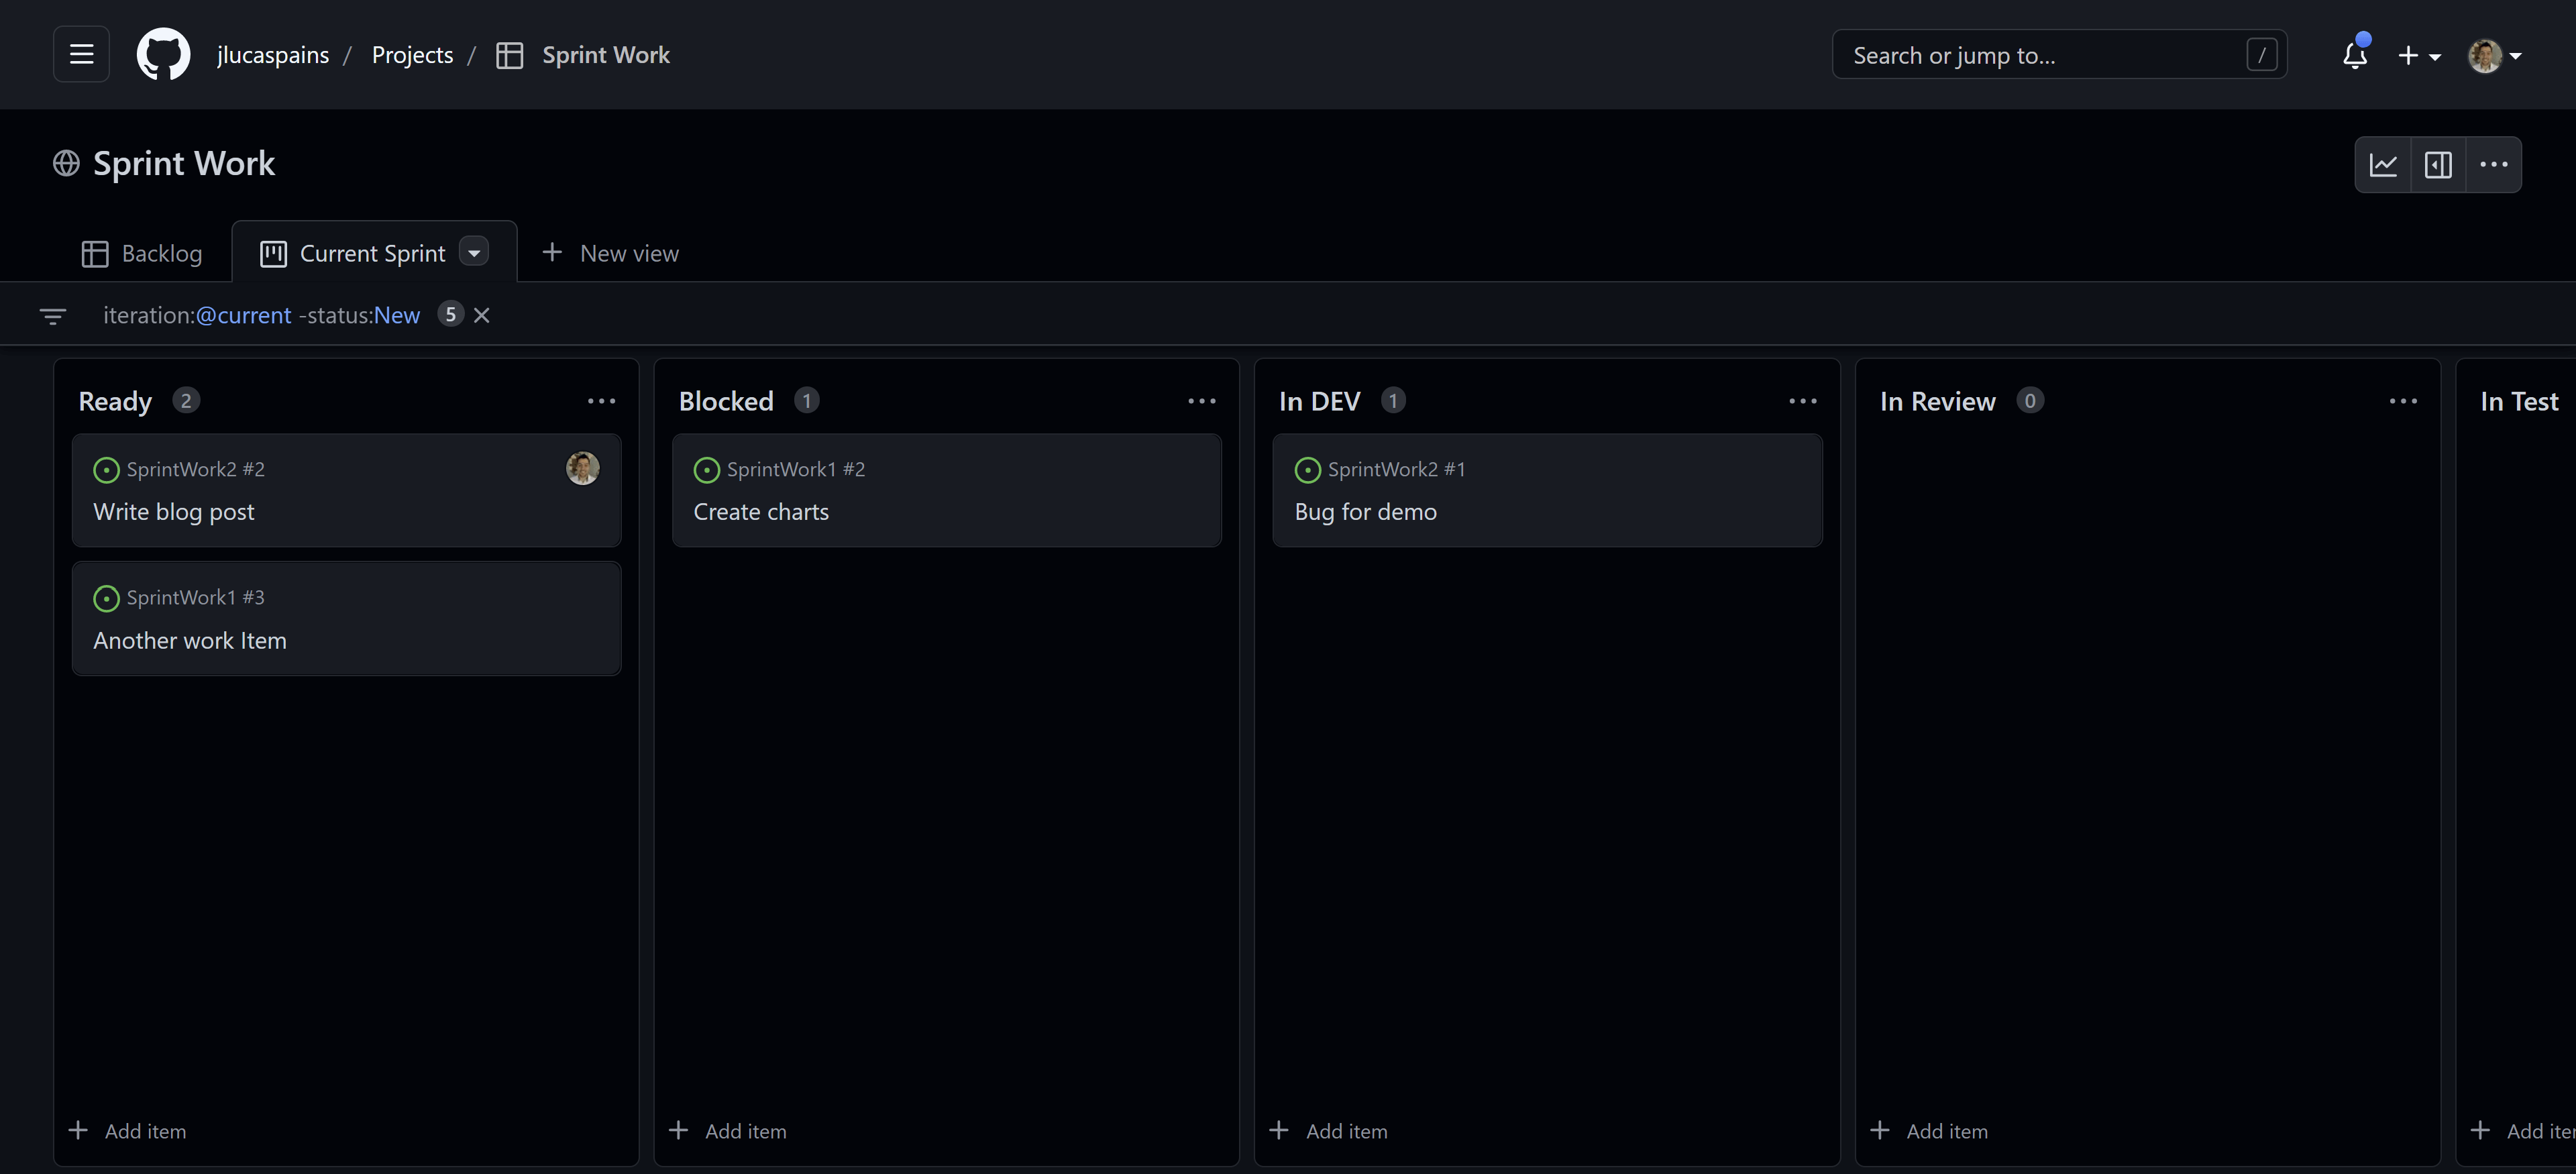 jlucaspains / Projects / Sprint Work
Search or jump to... /
Sprint Work
Backlog Current Sprint New view
iteration:@current -status:New 5
Ready 2
SprintWork2 #2
Write blog post
SprintWork1 #3
Another work Item
Add item
Blocked 1
SprintWork1 #2
Create charts
Add item
In DEV 1
SprintWork2 #1
Bug for demo
Add item
In Review 0
Add item
In Test
Add